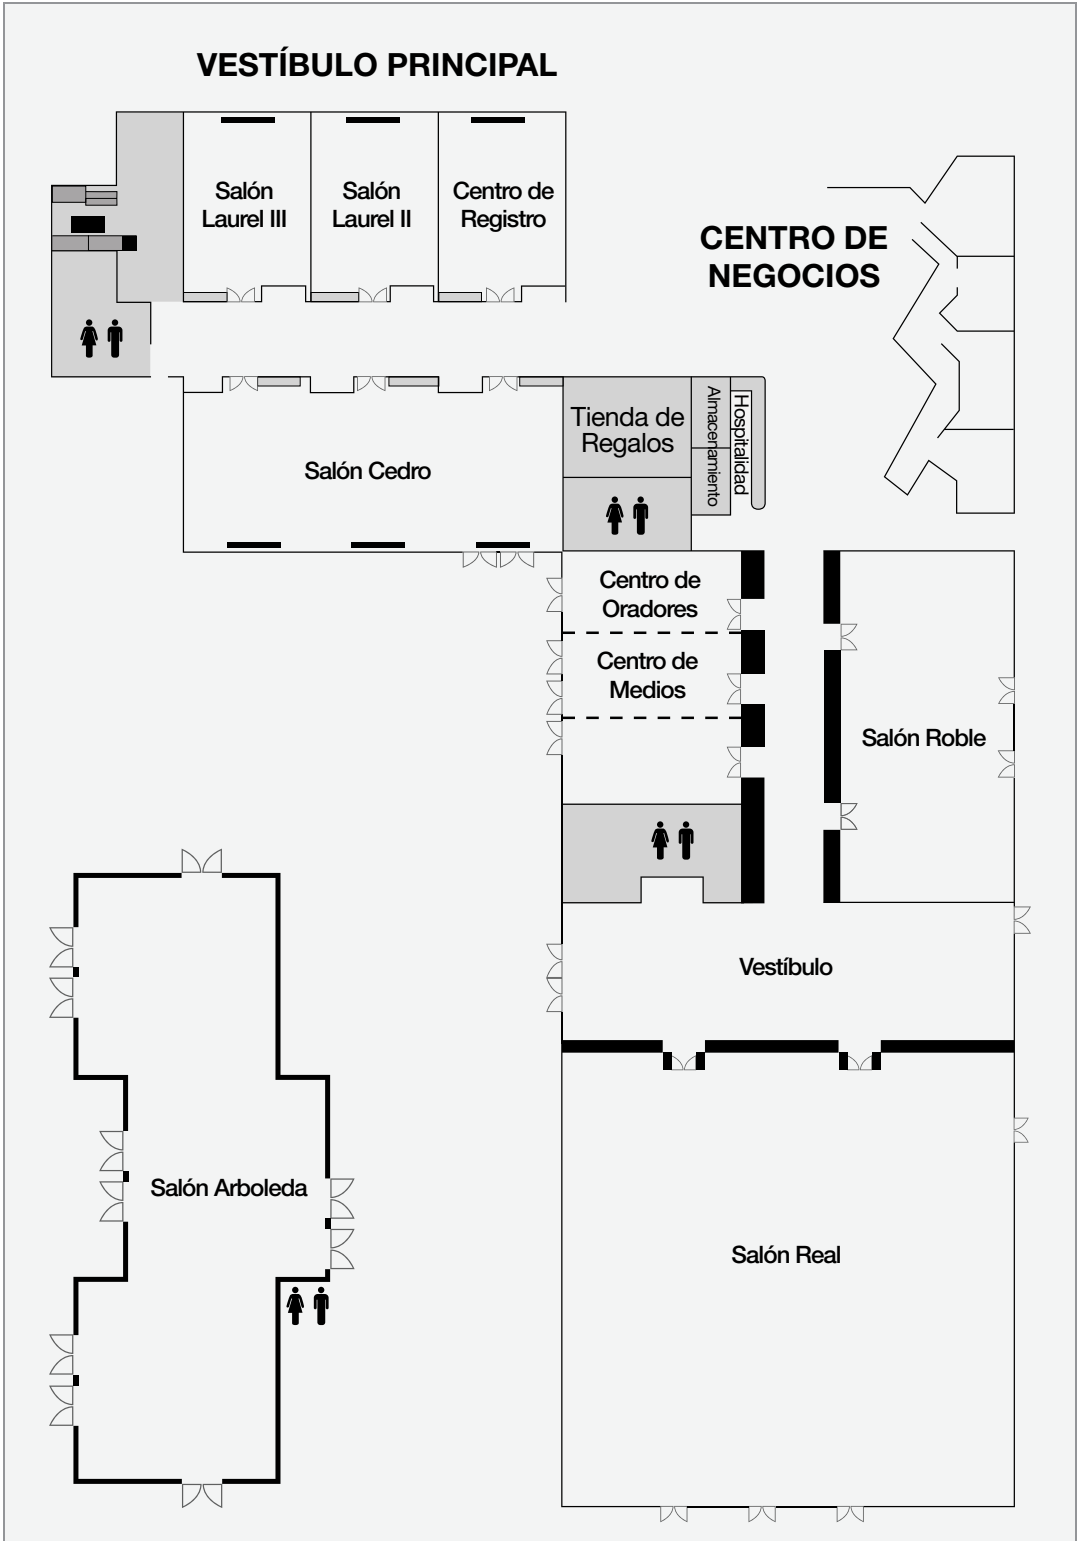 VESTÍBULO PRINCIPAL
Salón
Laurel III
Salón
Laurel II
Centro de
Registro
CENTRO DE
NEGOCIOS
Tienda de
Regalos
Almacenamiento
Hospitalidad
Salón Cedro
Centro de
Oradores
Centro de
Medios
Salón Roble
Vestíbulo
Salón Arboleda
Salón Real